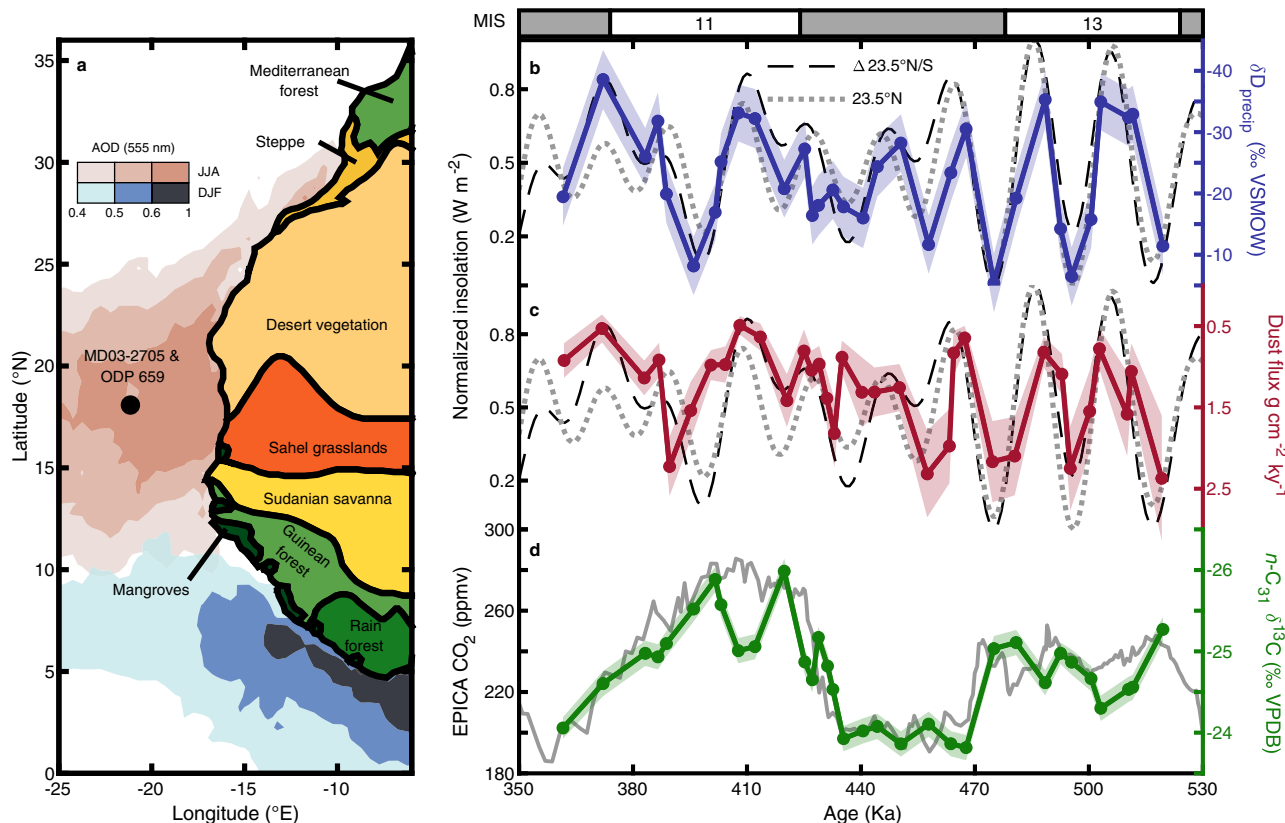 MIS
11
13
a
Mediterranean
forest
Steppe
AOD (555 nm)
JJA
DJF
0.4
0.5
0.6
1
MD03-2705 &
ODP 659
Desert vegetation
Sahel grasslands
Sudanian savanna
Guinean
forest
Mangroves
Rain
forest
35
30
25
20
15
10
5
0
Latitude (°N)
-25
-20
-15
-10
Longitude (°E)
b
Δ 23.5°N/S
23.5°N
0.8
0.5
0.2
Normalized insolation (W m⁻²)
-40
-30
-20
-10
δD_precip (‰ VSMOW)
c
0.8
0.5
0.2
0.5
1.5
2.5
Dust flux g cm⁻² ky⁻¹
d
300
260
220
180
EPICA CO₂ (ppmv)
-26
-25
-24
n-C₃₁ δ¹³C (‰ VPDB)
350
380
410
440
470
500
530
Age (Ka)